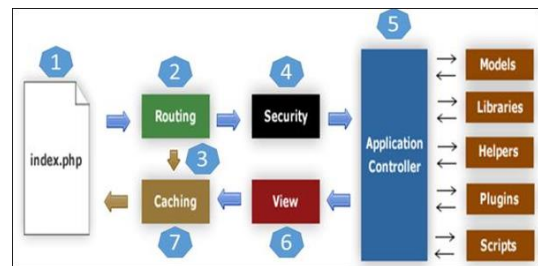 1
index.php
2
Routing
3
4
Security
5
Application
Controller
Models
Libraries
Helpers
Plugins
Scripts
View
6
Caching
7